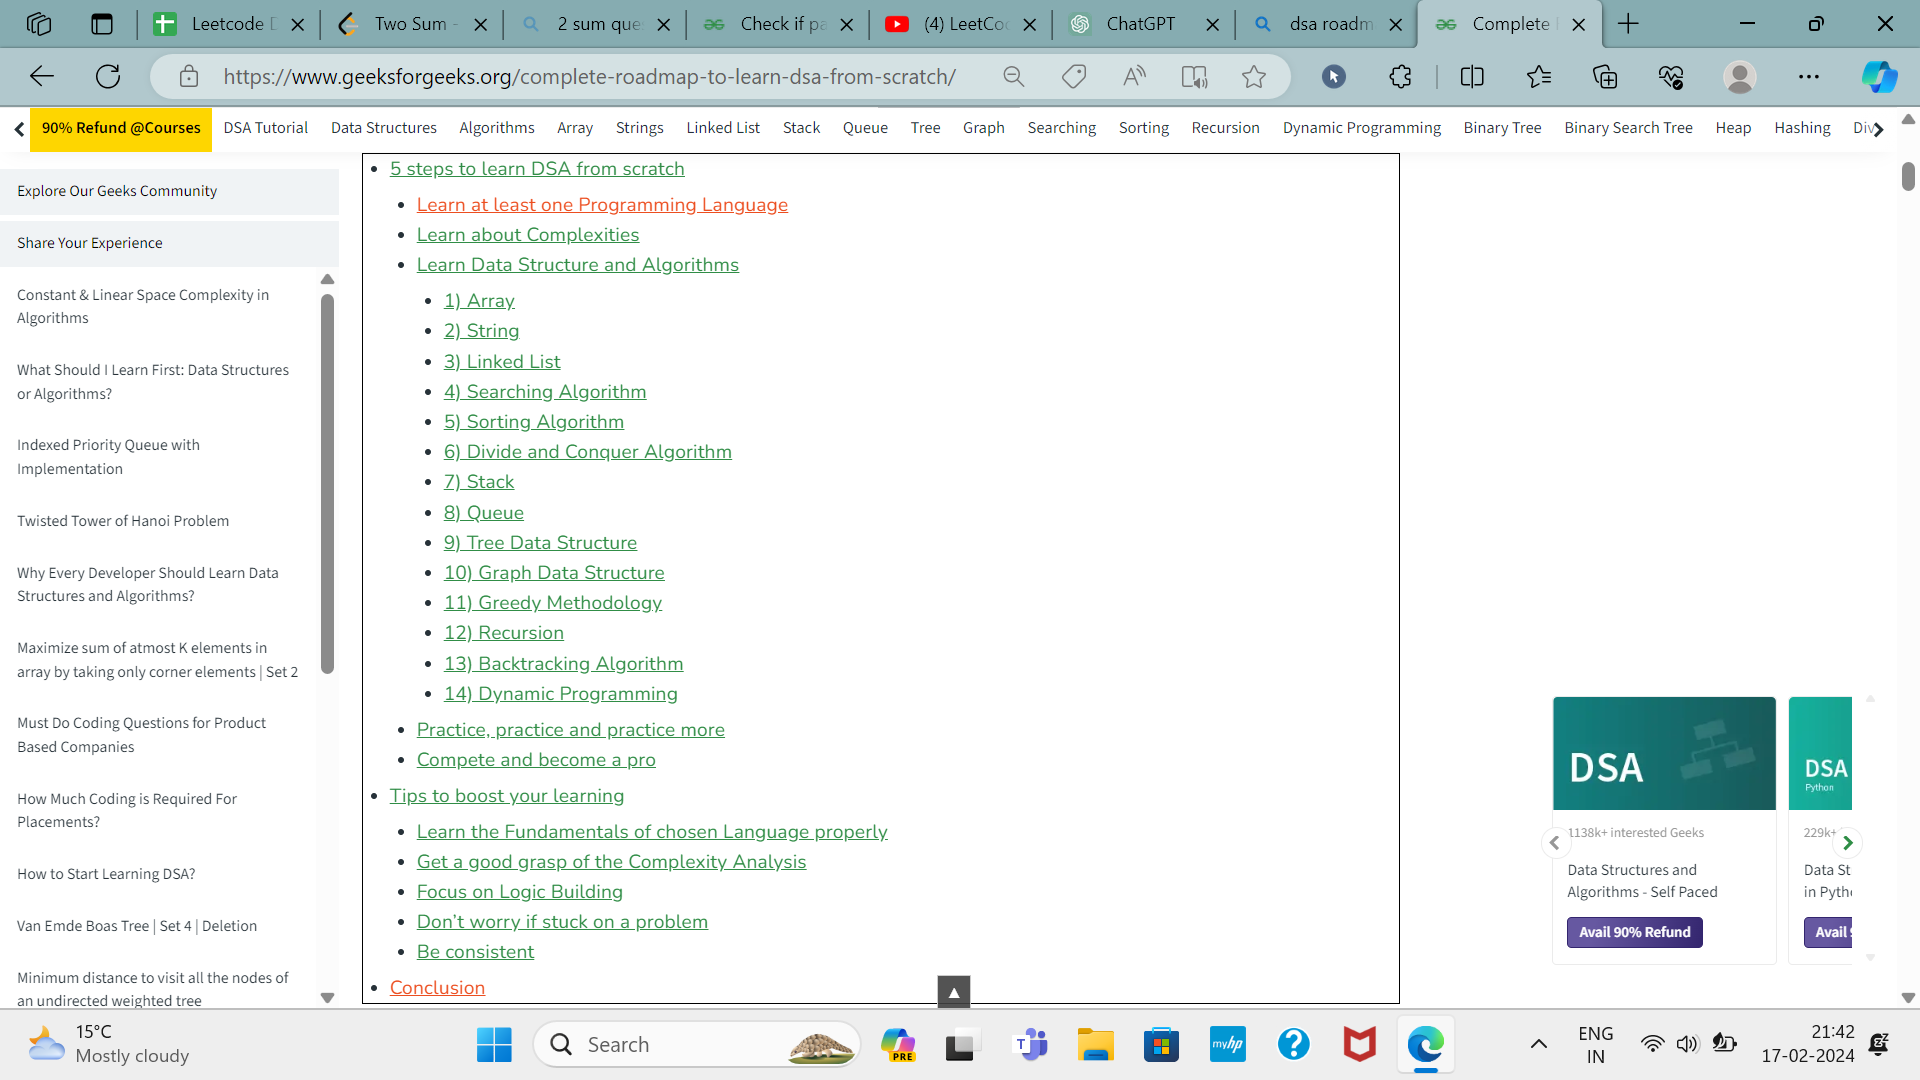 Leetcode D
Two Sum -
2 sum que
Check if pa
(4) LeetCo
ChatGPT
dsa roadm
Complete
https://www.geeksforgeeks.org/complete-roadmap-to-learn-dsa-from-scratch/
90% Refund @Courses DSA Tutorial Data Structures Algorithms Array Strings Linked List Stack Queue Tree Graph Searching Sorting Recursion Dynamic Programming Binary Tree Binary Search Tree Heap Hashing Div
Explore Our Geeks Community
Share Your Experience
Constant & Linear Space Complexity in
Algorithms
What Should I Learn First: Data Structures
or Algorithms?
Indexed Priority Queue with
Implementation
Twisted Tower of Hanoi Problem
Why Every Developer Should Learn Data
Structures and Algorithms?
Maximize sum of atmost K elements in
array by taking only corner elements | Set 2
Must Do Coding Questions for Product
Based Companies
How Much Coding is Required For
Placements?
How to Start Learning DSA?
Van Emde Boas Tree | Set 4 | Deletion
Minimum distance to visit all the nodes of
an undirected weighted tree
5 steps to learn DSA from scratch
Learn at least one Programming Language
Learn about Complexities
Learn Data Structure and Algorithms
1) Array
2) String
3) Linked List
4) Searching Algorithm
5) Sorting Algorithm
6) Divide and Conquer Algorithm
7) Stack
8) Queue
9) Tree Data Structure
10) Graph Data Structure
11) Greedy Methodology
12) Recursion
13) Backtracking Algorithm
14) Dynamic Programming
Practice, practice and practice more
Compete and become a pro
Tips to boost your learning
Learn the Fundamentals of chosen Language properly
Get a good grasp of the Complexity Analysis
Focus on Logic Building
Don't worry if stuck on a problem
Be consistent
Conclusion
DSA
1138k+ interested Geeks
Data Structures and
Algorithms - Self Paced
Avail 90% Refund
DSA
Python
229k+
Data St
in Pyth
Avail
15°C
Mostly cloudy
Search
PRE
T
myhp
?
ENG
IN
21:42
17-02-2024